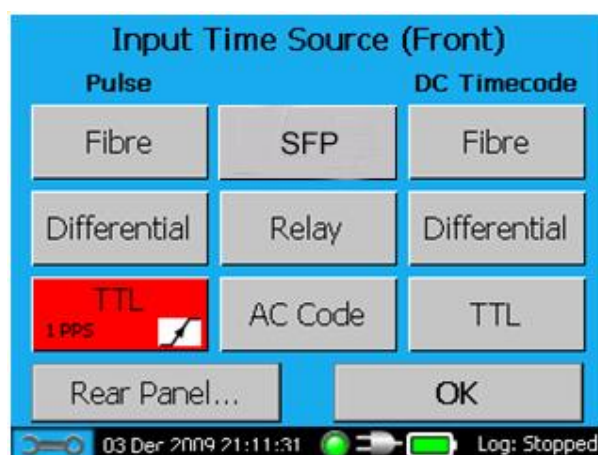 Input Time Source (Front)
Pulse DC Timecode
Fibre SFP Fibre
Differential Relay Differential
TTL AC Code TTL
1 PPS
Rear Panel... OK
03 Dec 2009 21:11:31 Log: Stopped